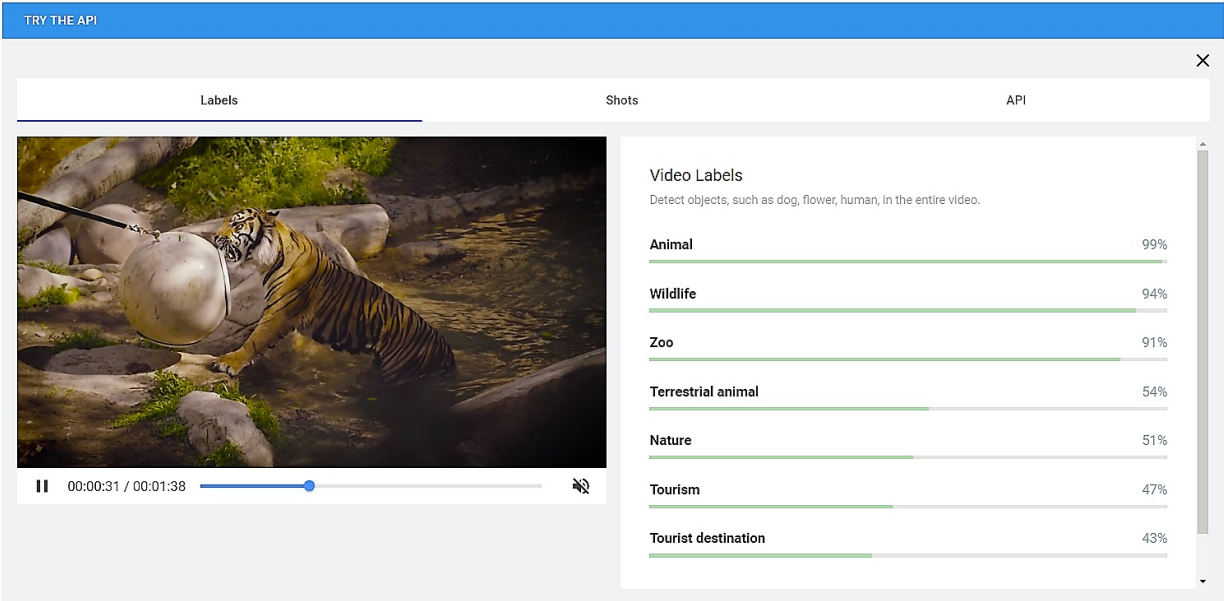 TRY THE API
Labels
Shots
API
00:00:31 / 00:01:38
Video Labels
Detect objects, such as dog, flower, human, in the entire video.
Animal 99%
Wildlife 94%
Zoo 91%
Terrestrial animal 54%
Nature 51%
Tourism 47%
Tourist destination 43%